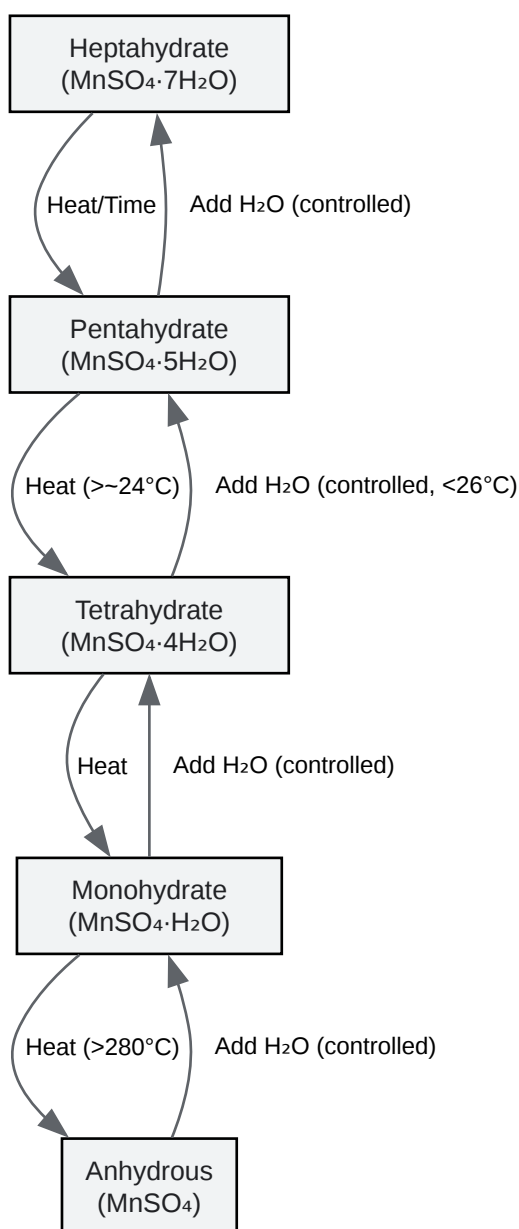 Heptahydrate
(MnSO₄·7H₂O)
Heat/Time
Add H₂O (controlled)
Pentahydrate
(MnSO₄·5H₂O)
Heat (>~24°C)
Add H₂O (controlled, <26°C)
Tetrahydrate
(MnSO₄·4H₂O)
Heat
Add H₂O (controlled)
Monohydrate
(MnSO₄·H₂O)
Heat (>280°C)
Add H₂O (controlled)
Anhydrous
(MnSO₄)